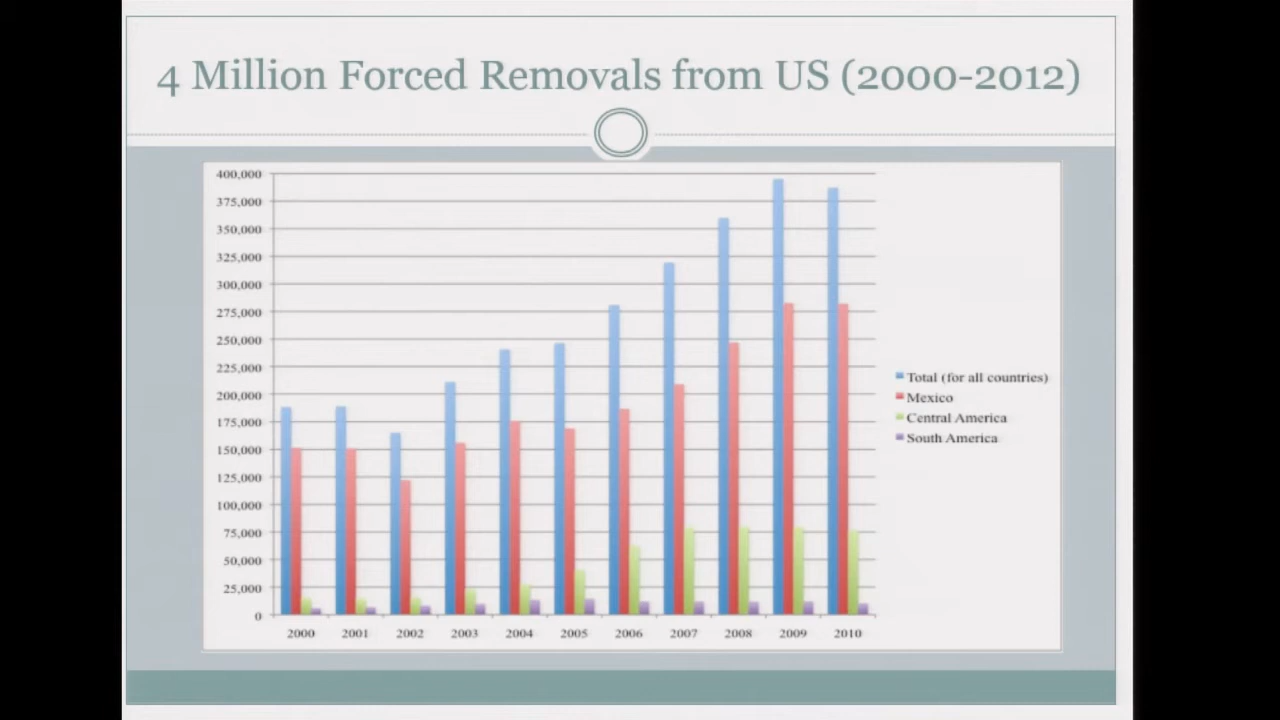 4 Million Forced Removals from US (2000-2012)
400,000
375,000
350,000
325,000
300,000
275,000
250,000
225,000
200,000
175,000
150,000
125,000
100,000
75,000
50,000
25,000
0
2000 2001 2002 2003 2004 2005 2006 2007 2008 2009 2010
Total (for all countries)
Mexico
Central America
South America